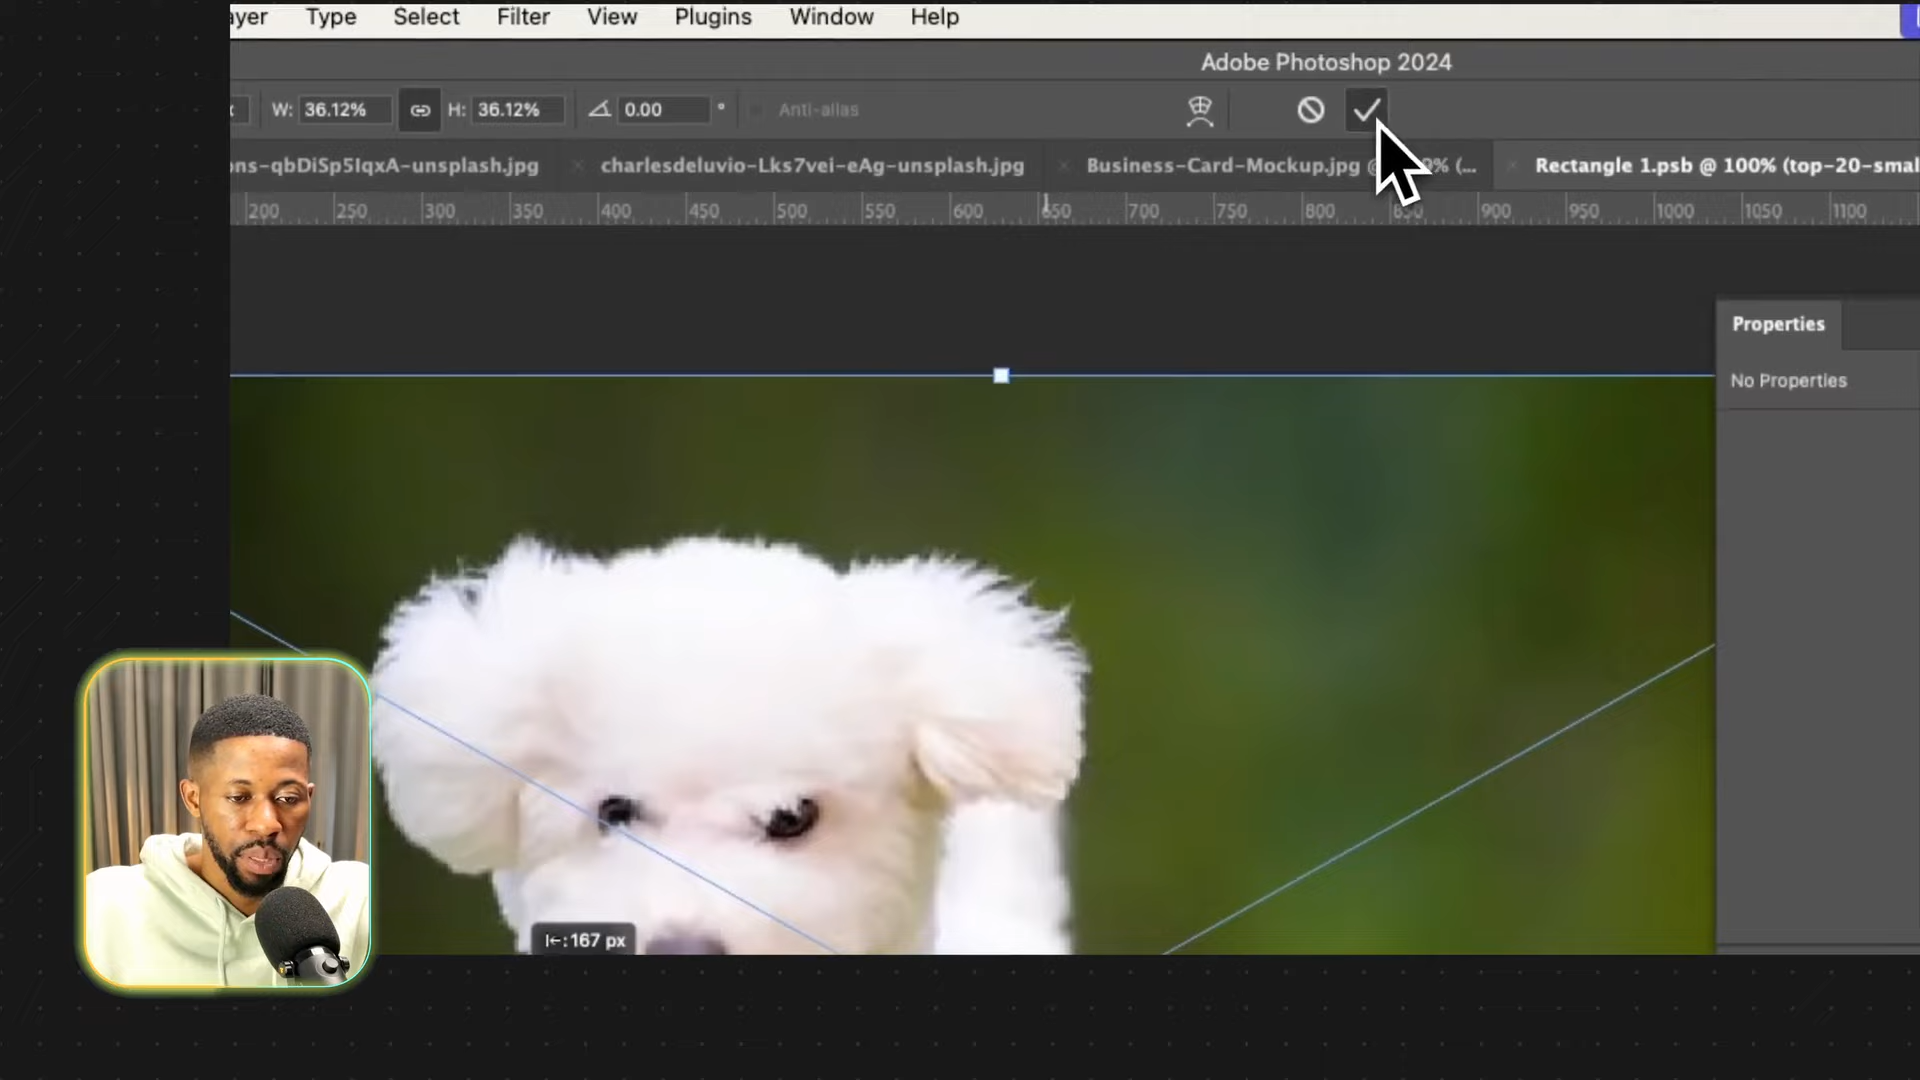 ayer Type Select Filter View Plugins Window Help
Adobe Photoshop 2024
W: 36.12% H: 36.12% 0.00 ° Anti-alias
ons-qbDiSp5IqxA-unsplash.jpg × charlesdeluvio-Lks7vei-eAg-unsplash.jpg × Business-Card-Mockup.jpg @ % (... × Rectangle 1.psb @ 100% (top-20-smal
200 250 300 350 400 450 500 550 600 650 700 750 800 850 900 950 1000 1050 1100
Properties
No Properties
167 px